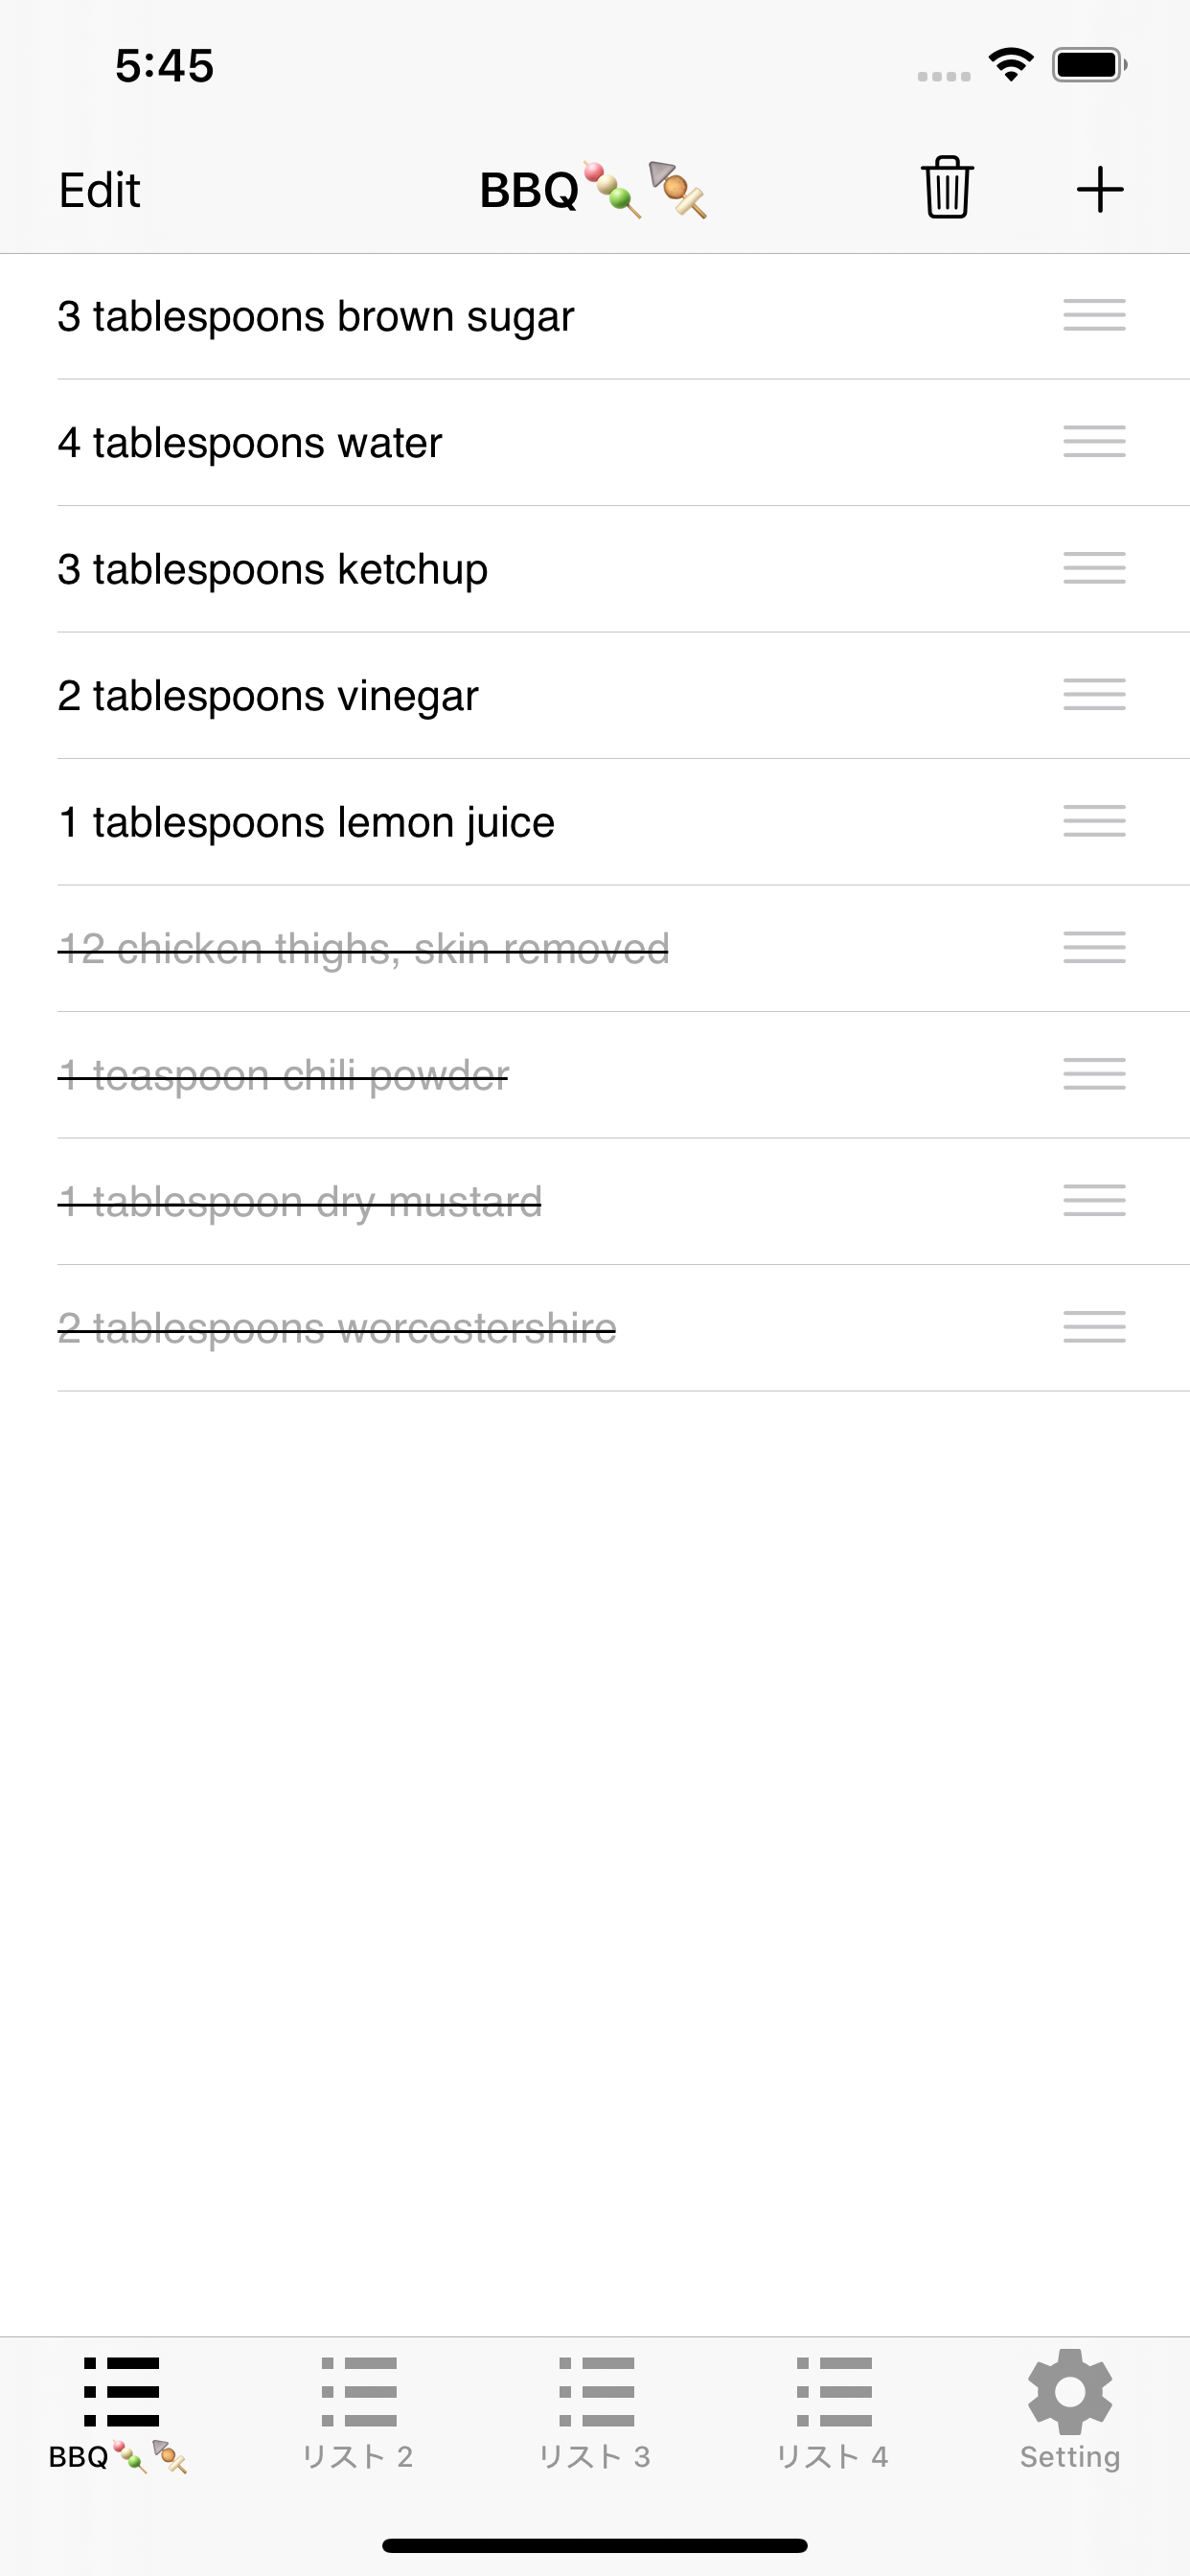 5:45
Edit
BBQ🍡🍢
3 tablespoons brown sugar
4 tablespoons water
3 tablespoons ketchup
2 tablespoons vinegar
1 tablespoons lemon juice
12 chicken thighs, skin removed
1 teaspoon chili powder
1 tablespoon dry mustard
2 tablespoons worcestershire
BBQ🍡🍢
リスト 2
リスト 3
リスト 4
Setting